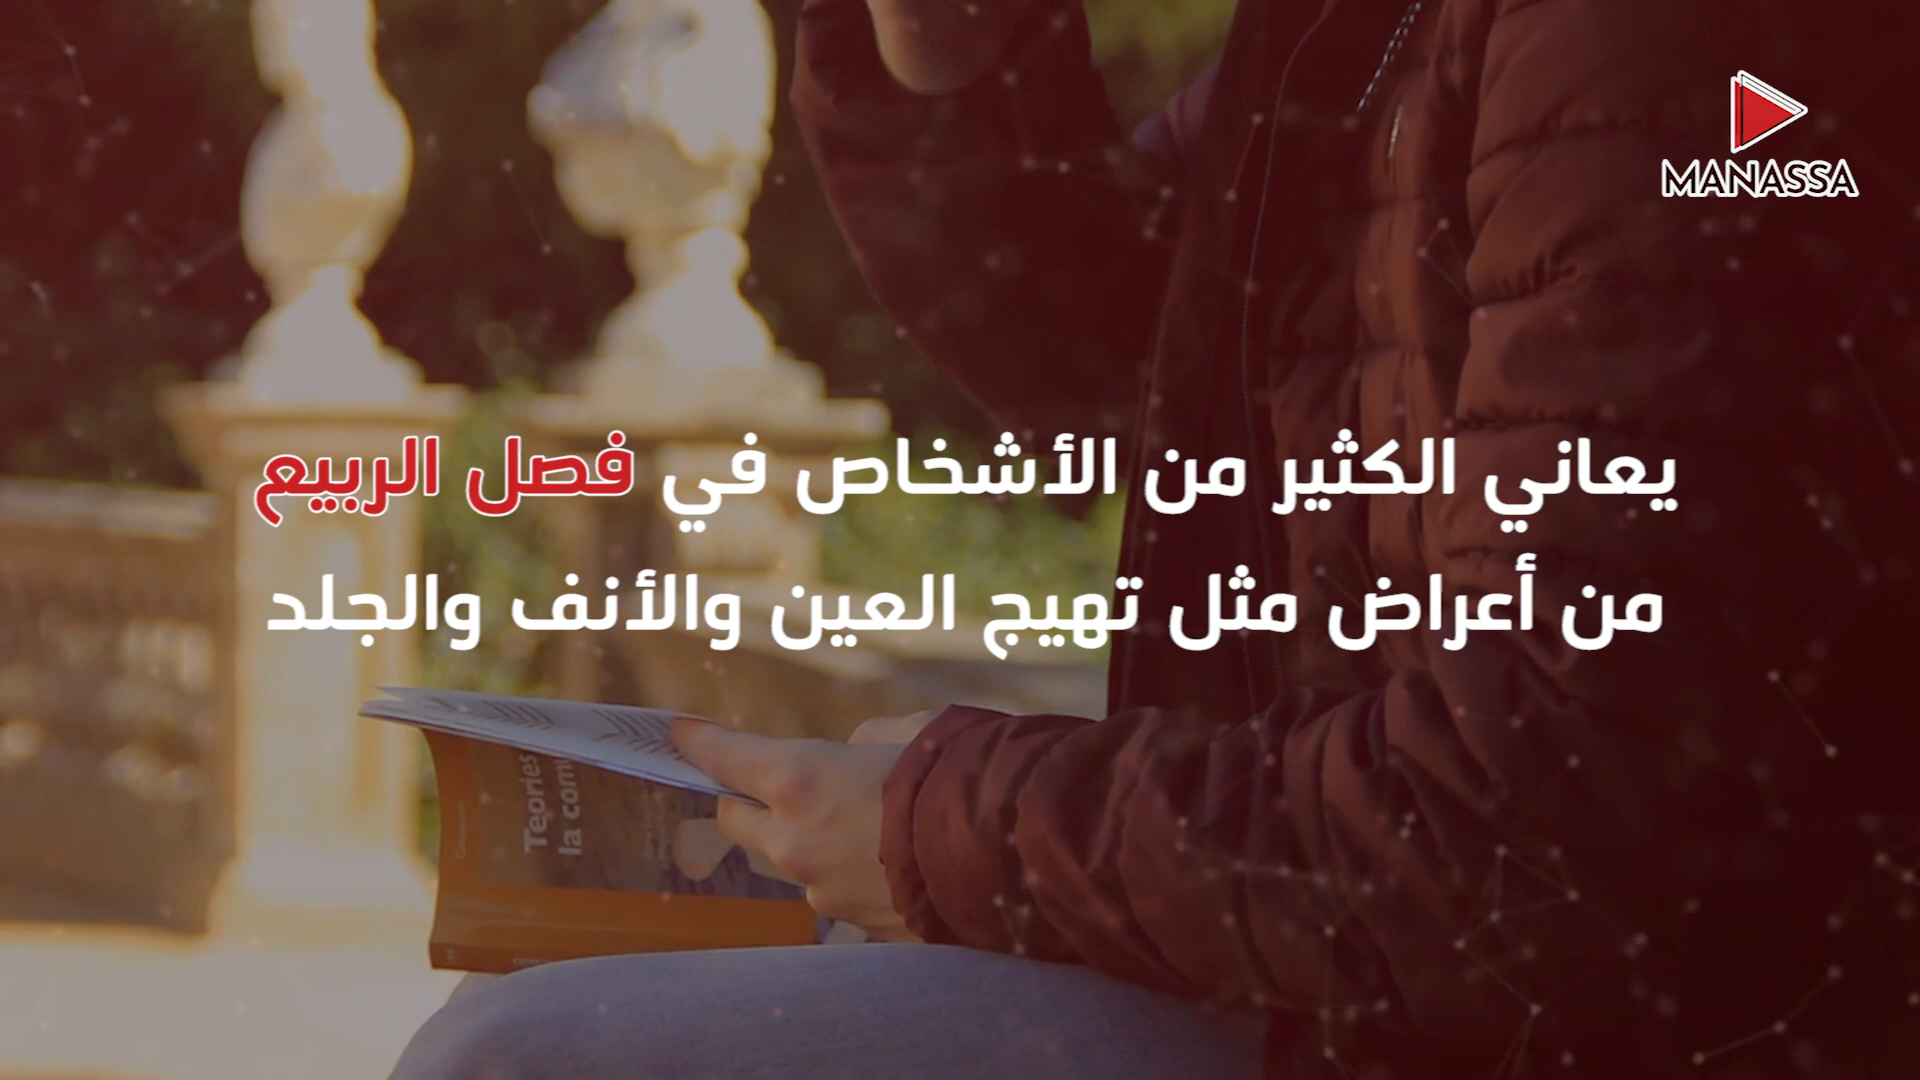 MANASSA
يعاني الكثير من الأشخاص في فصل الربيع
من أعراض مثل تهيج العين والأنف والجلد
Teories
la com